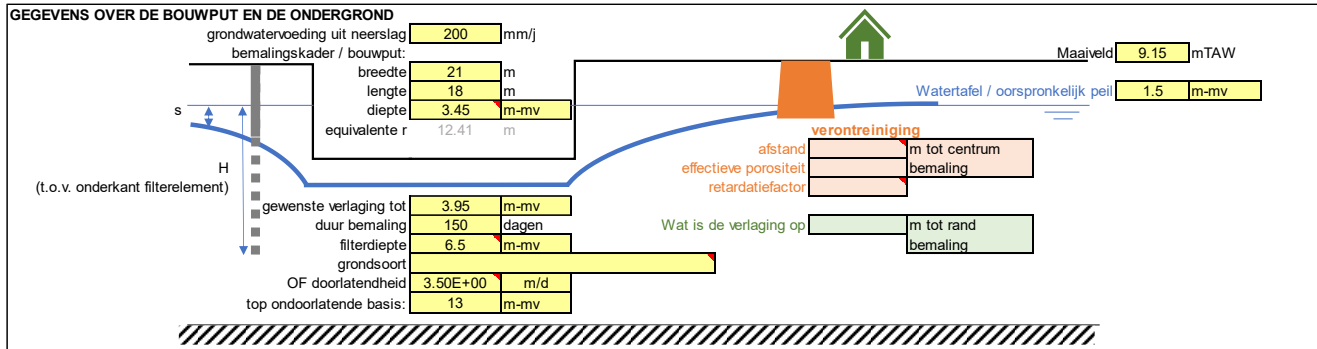 GEGEVENS OVER DE BOUWPUT EN DE ONDERGROND
grondwatervoeding uit neerslag 200 mm/j
bemalingskader / bouwput:
Maaiveld 9.15 mTAW
breedte 21 m
lengte 18 m
Watertafel / oorspronkelijk peil 1.5 m-mv
diepte 3.45 m-mv
s
equivalente r 12.41 m
verontreiniging
afstand m tot centrum
bemaling
effectieve porositeit
retardatiefactor
H
(t.o.v. onderkant filterelement)
gewenste verlaging tot 3.95 m-mv
duur bemaling 150 dagen
Wat is de verlaging op m tot rand
bemaling
filterdiepte 6.5 m-mv
grondsoort
OF doorlatendheid 3.50E+00 m/d
top ondoorlatende basis: 13 m-mv